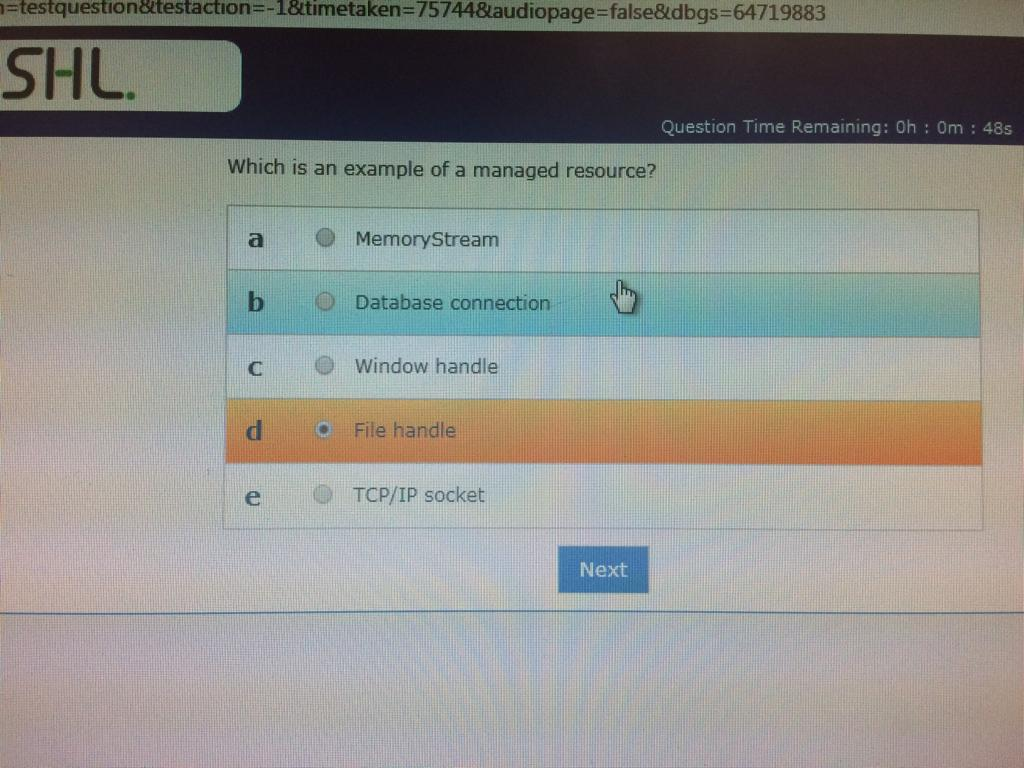 =testquestion&testaction=-1&timetaken=75744&audiopage=false&dbgs=64719883
SHL.
Question Time Remaining: 0h : 0m : 48s
Which is an example of a managed resource?
a MemoryStream
b Database connection
c Window handle
d File handle
e TCP/IP socket
Next